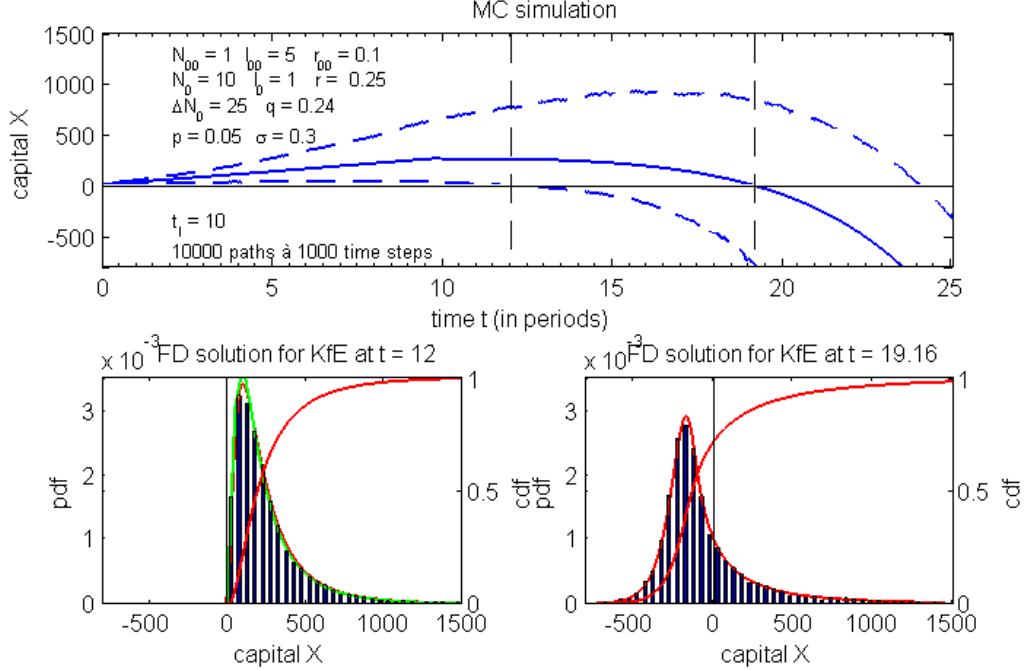 MC simulation
1500
1000
500
0
-500
capital X
N₀₀ = 1 l₀₀ = 5 r₀₀ = 0.1
N₀ = 10 l₀ = 1 r = 0.25
ΔN₀ = 25 q = 0.24
p = 0.05 σ = 0.3
t_l = 10
10000 paths à 1000 time steps
0 5 10 15 20 25
time t (in periods)
x 10⁻³ FD solution for KfE at t = 12
3
2
1
0
pdf
1
0.5
0
cdf
-500 0 500 1000 1500
capital X
x 10⁻³ FD solution for KfE at t = 19.16
3
2
1
0
pdf
1
0.5
0
cdf
-500 0 500 1000 1500
capital X